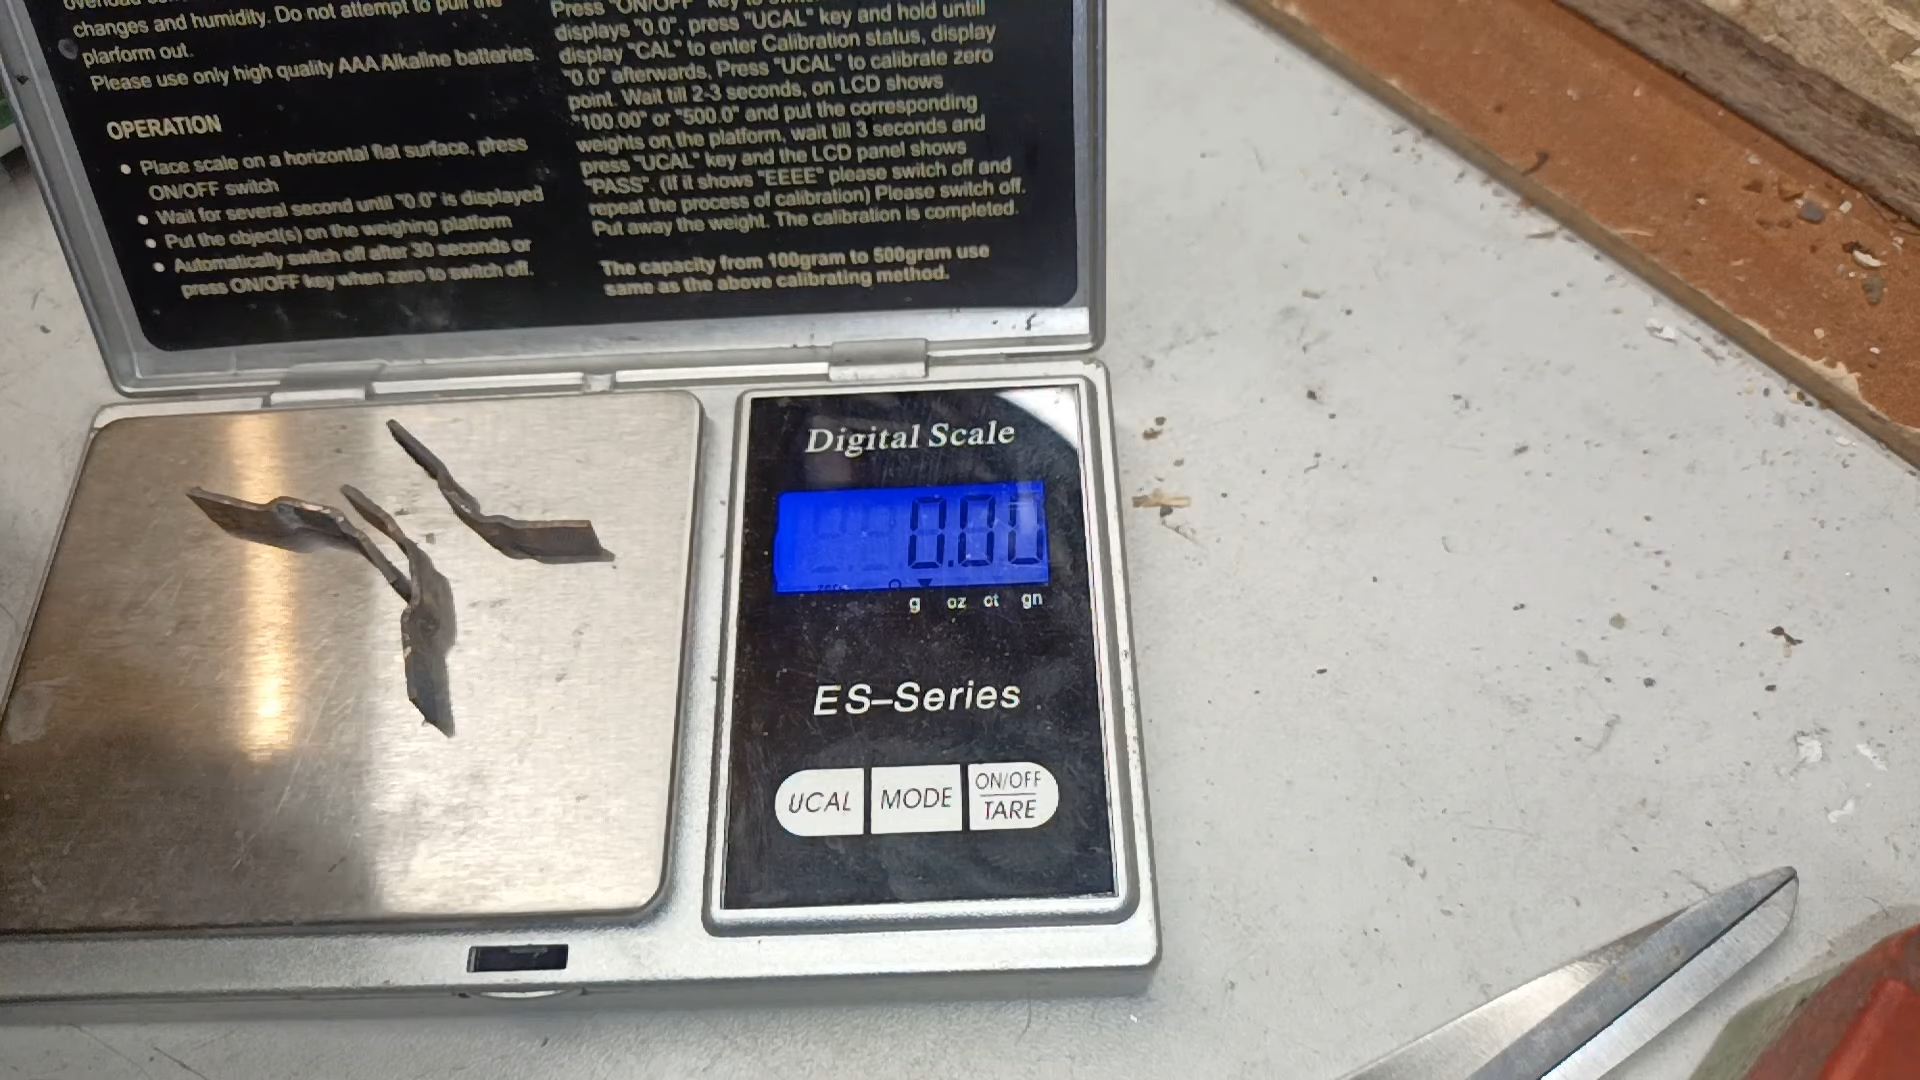 changes and humidity. Do not attempt to pull the
plarform out.
Please use only high quality AAA Alkaline batteries.
OPERATION
• Place scale on a horizontal flat surface, press
ON/OFF switch
• Wait for several second until "0.0" is displayed
• Put the object(s) on the weighing platform
• Automatically switch off after 30 seconds or
press ON/OFF key when zero to switch off.
Press "ON/OFF" key to
displays "0.0", press "UCAL" key and hold until
display "CAL" to enter Calibration status, display
"0.0" afterwards, Press "UCAL" to calibrate zero
point. Wait till 2-3 seconds, on LCD shows
"100.00" or "500.0" and put the corresponding
weights on the platform, wait till 3 seconds and
press "UCAL" key and the LCD panel shows
"PASS". (If it shows "EEEE" please switch off and
repeat the process of calibration) Please switch off.
Put away the weight. The calibration is completed.
The capacity from 100gram to 500gram use
same as the above calibrating method.
Digital Scale
0.00
g oz ct gn
ES-Series
UCAL MODE ON/OFF
TARE